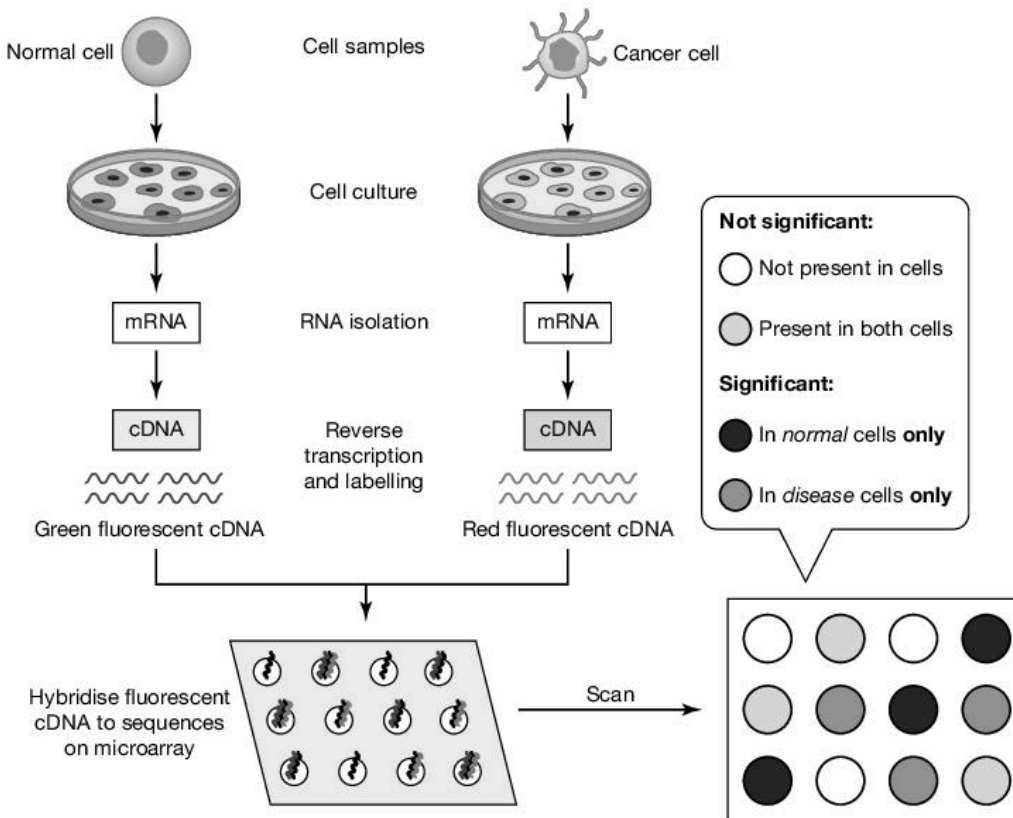 Normal cell
Cell samples
Cancer cell
Cell culture
mRNA
RNA isolation
mRNA
cDNA
Reverse
transcription
and labelling
cDNA
Green fluorescent cDNA
Red fluorescent cDNA
Not significant:
Not present in cells
Present in both cells
Significant:
In normal cells only
In disease cells only
Hybridise fluorescent
cDNA to sequences
on microarray
Scan